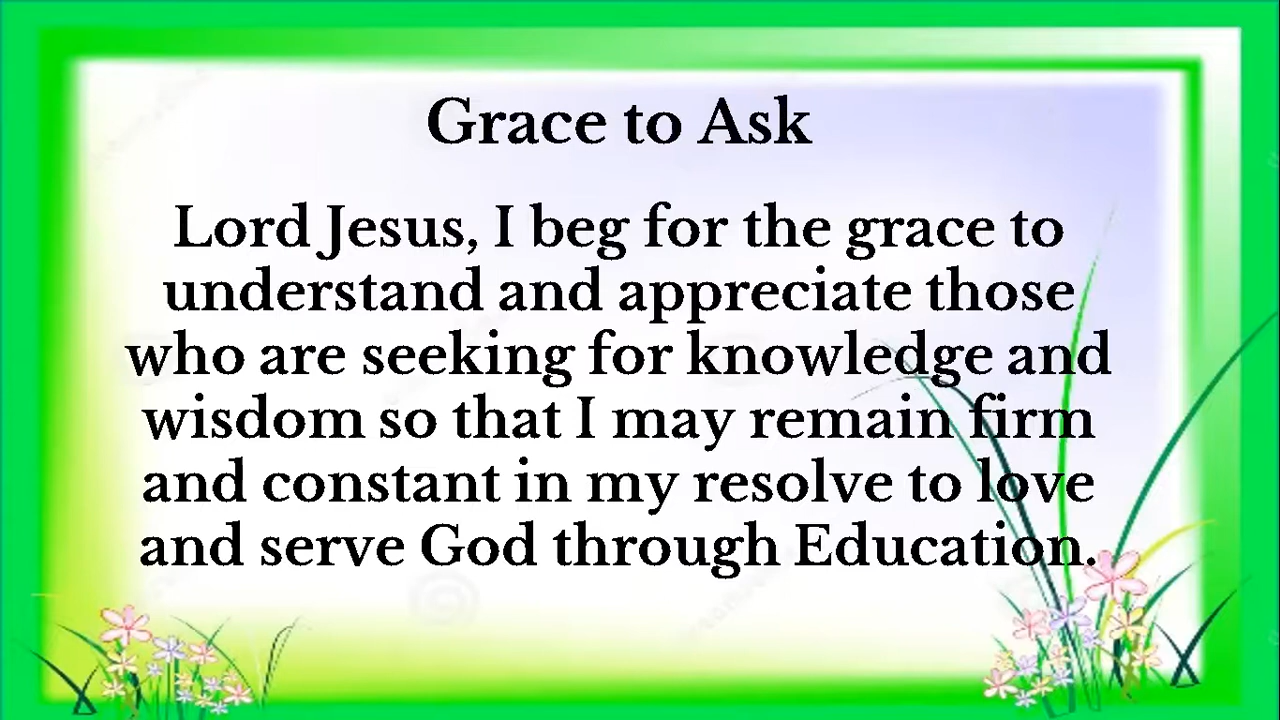 Grace to Ask
Lord Jesus, I beg for the grace to
understand and appreciate those
who are seeking for knowledge and
wisdom so that I may remain firm
and constant in my resolve to love
and serve God through Education.